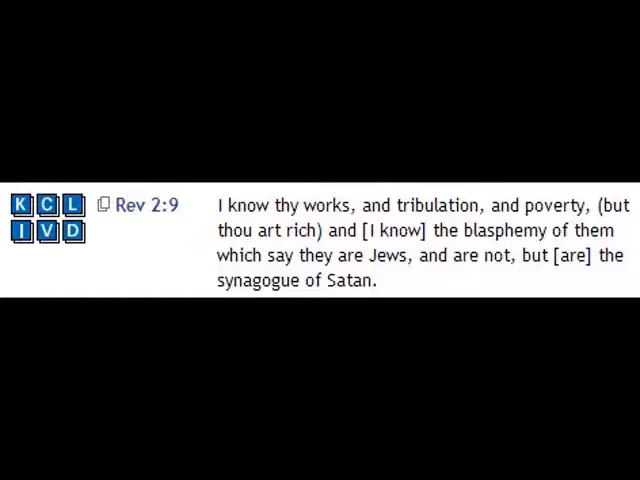 K C L Rev 2:9 I know thy works, and tribulation, and poverty, (but
I V D thou art rich) and [I know] the blasphemy of them
which say they are Jews, and are not, but [are] the
synagogue of Satan.